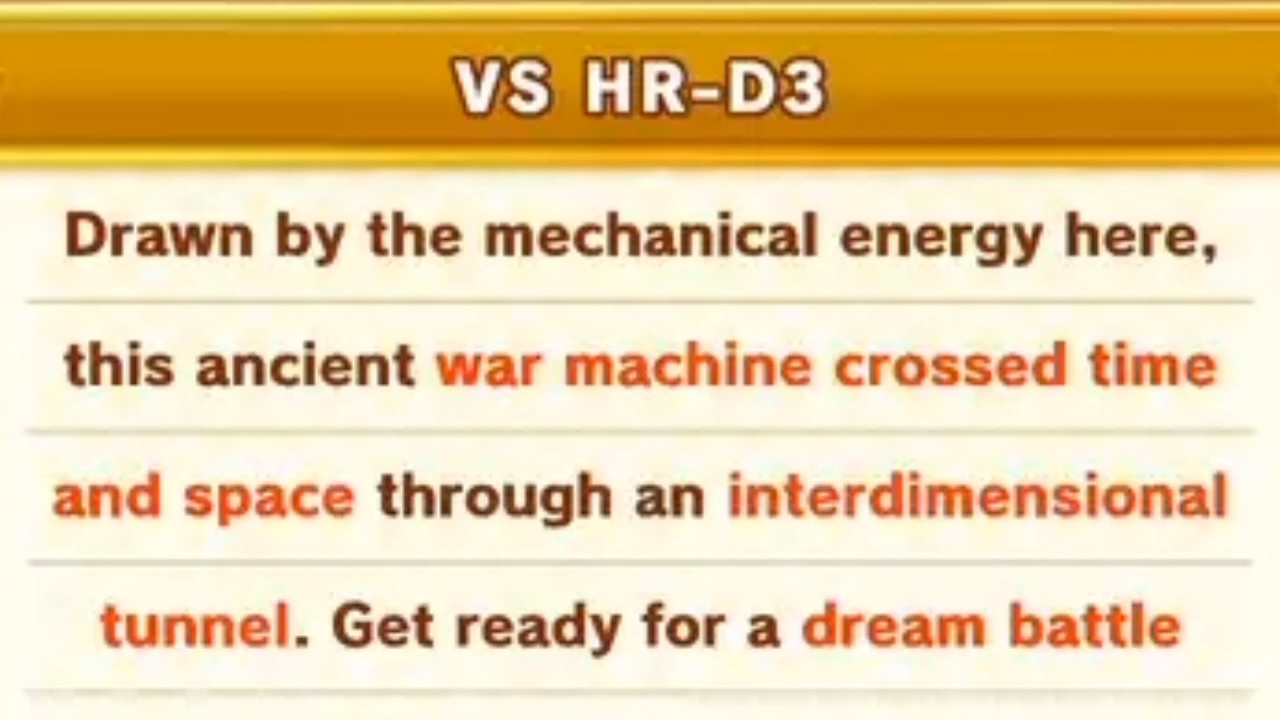 VS HR-D3
Drawn by the mechanical energy here,
this ancient war machine crossed time
and space through an interdimensional
tunnel. Get ready for a dream battle